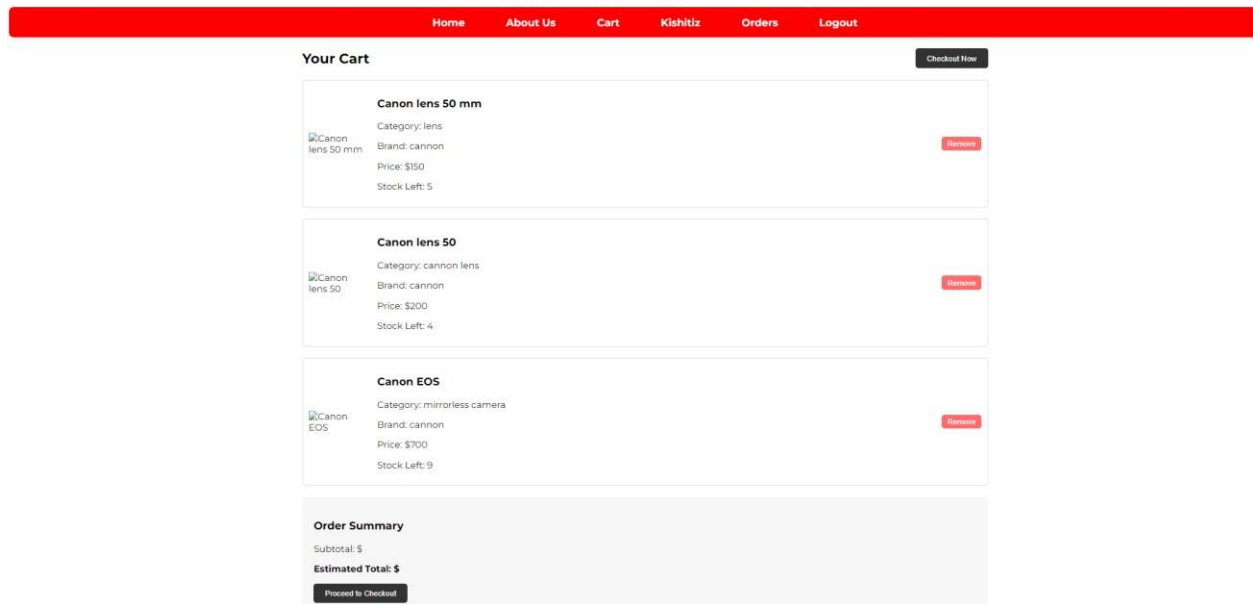 Home About Us Cart Kishitiz Orders Logout
Your Cart
Checkout Now
Canon lens 50 mm
Category: lens
Canon
lens 50 mm
Brand: cannon
Remove
Price: $150
Stock Left: 5
Canon lens 50
Category: cannon lens
Canon
lens 50
Brand: cannon
Remove
Price: $200
Stock Left: 4
Canon EOS
Category: mirrorless camera
Canon
EOS
Brand: cannon
Remove
Price: $700
Stock Left: 9
Order Summary
Subtotal: $
Estimated Total: $
Proceed to Checkout